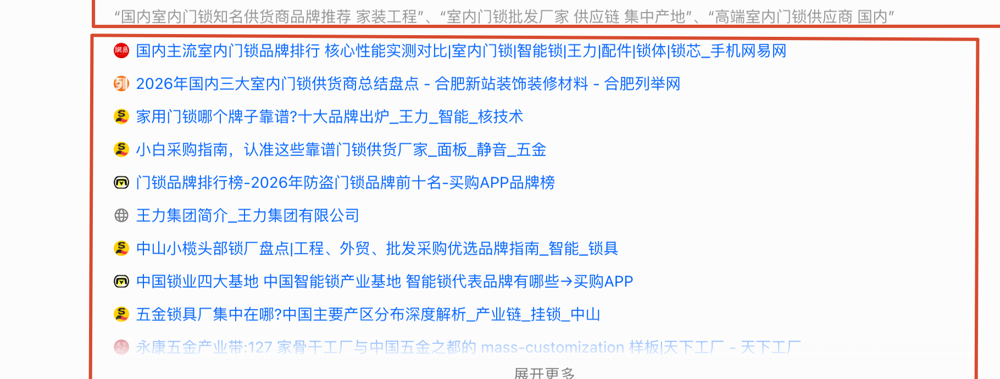 “国内室内门锁知名供货商品牌推荐 家装工程”、“室内门锁批发厂家 供应链 集中产地”、“高端室内门锁供应商 国内”
網易 国内主流室内门锁品牌排行 核心性能实测对比|室内门锁|智能锁|王力|配件|锁体|锁芯_手机网易网
列 2026年国内三大室内门锁供货商总结盘点 - 合肥新站装饰装修材料 - 合肥列举网
家用门锁哪个牌子靠谱?十大品牌出炉_王力_智能_核技术
小白采购指南，认准这些靠谱门锁供货厂家_面板_静音_五金
门锁品牌排行榜-2026年防盗门锁品牌前十名-买购APP品牌榜
王力集团简介_王力集团有限公司
中山小榄头部锁厂盘点|工程、外贸、批发采购优选品牌指南_智能_锁具
中国锁业四大基地 中国智能锁产业基地 智能锁代表品牌有哪些→买购APP
五金锁具厂集中在哪?中国主要产区分布深度解析_产业链_挂锁_中山
天下工厂 永康五金产业带:127 家骨干工厂与中国五金之都的 mass-customization 样板|天下工厂 - 天下工厂
展开更多